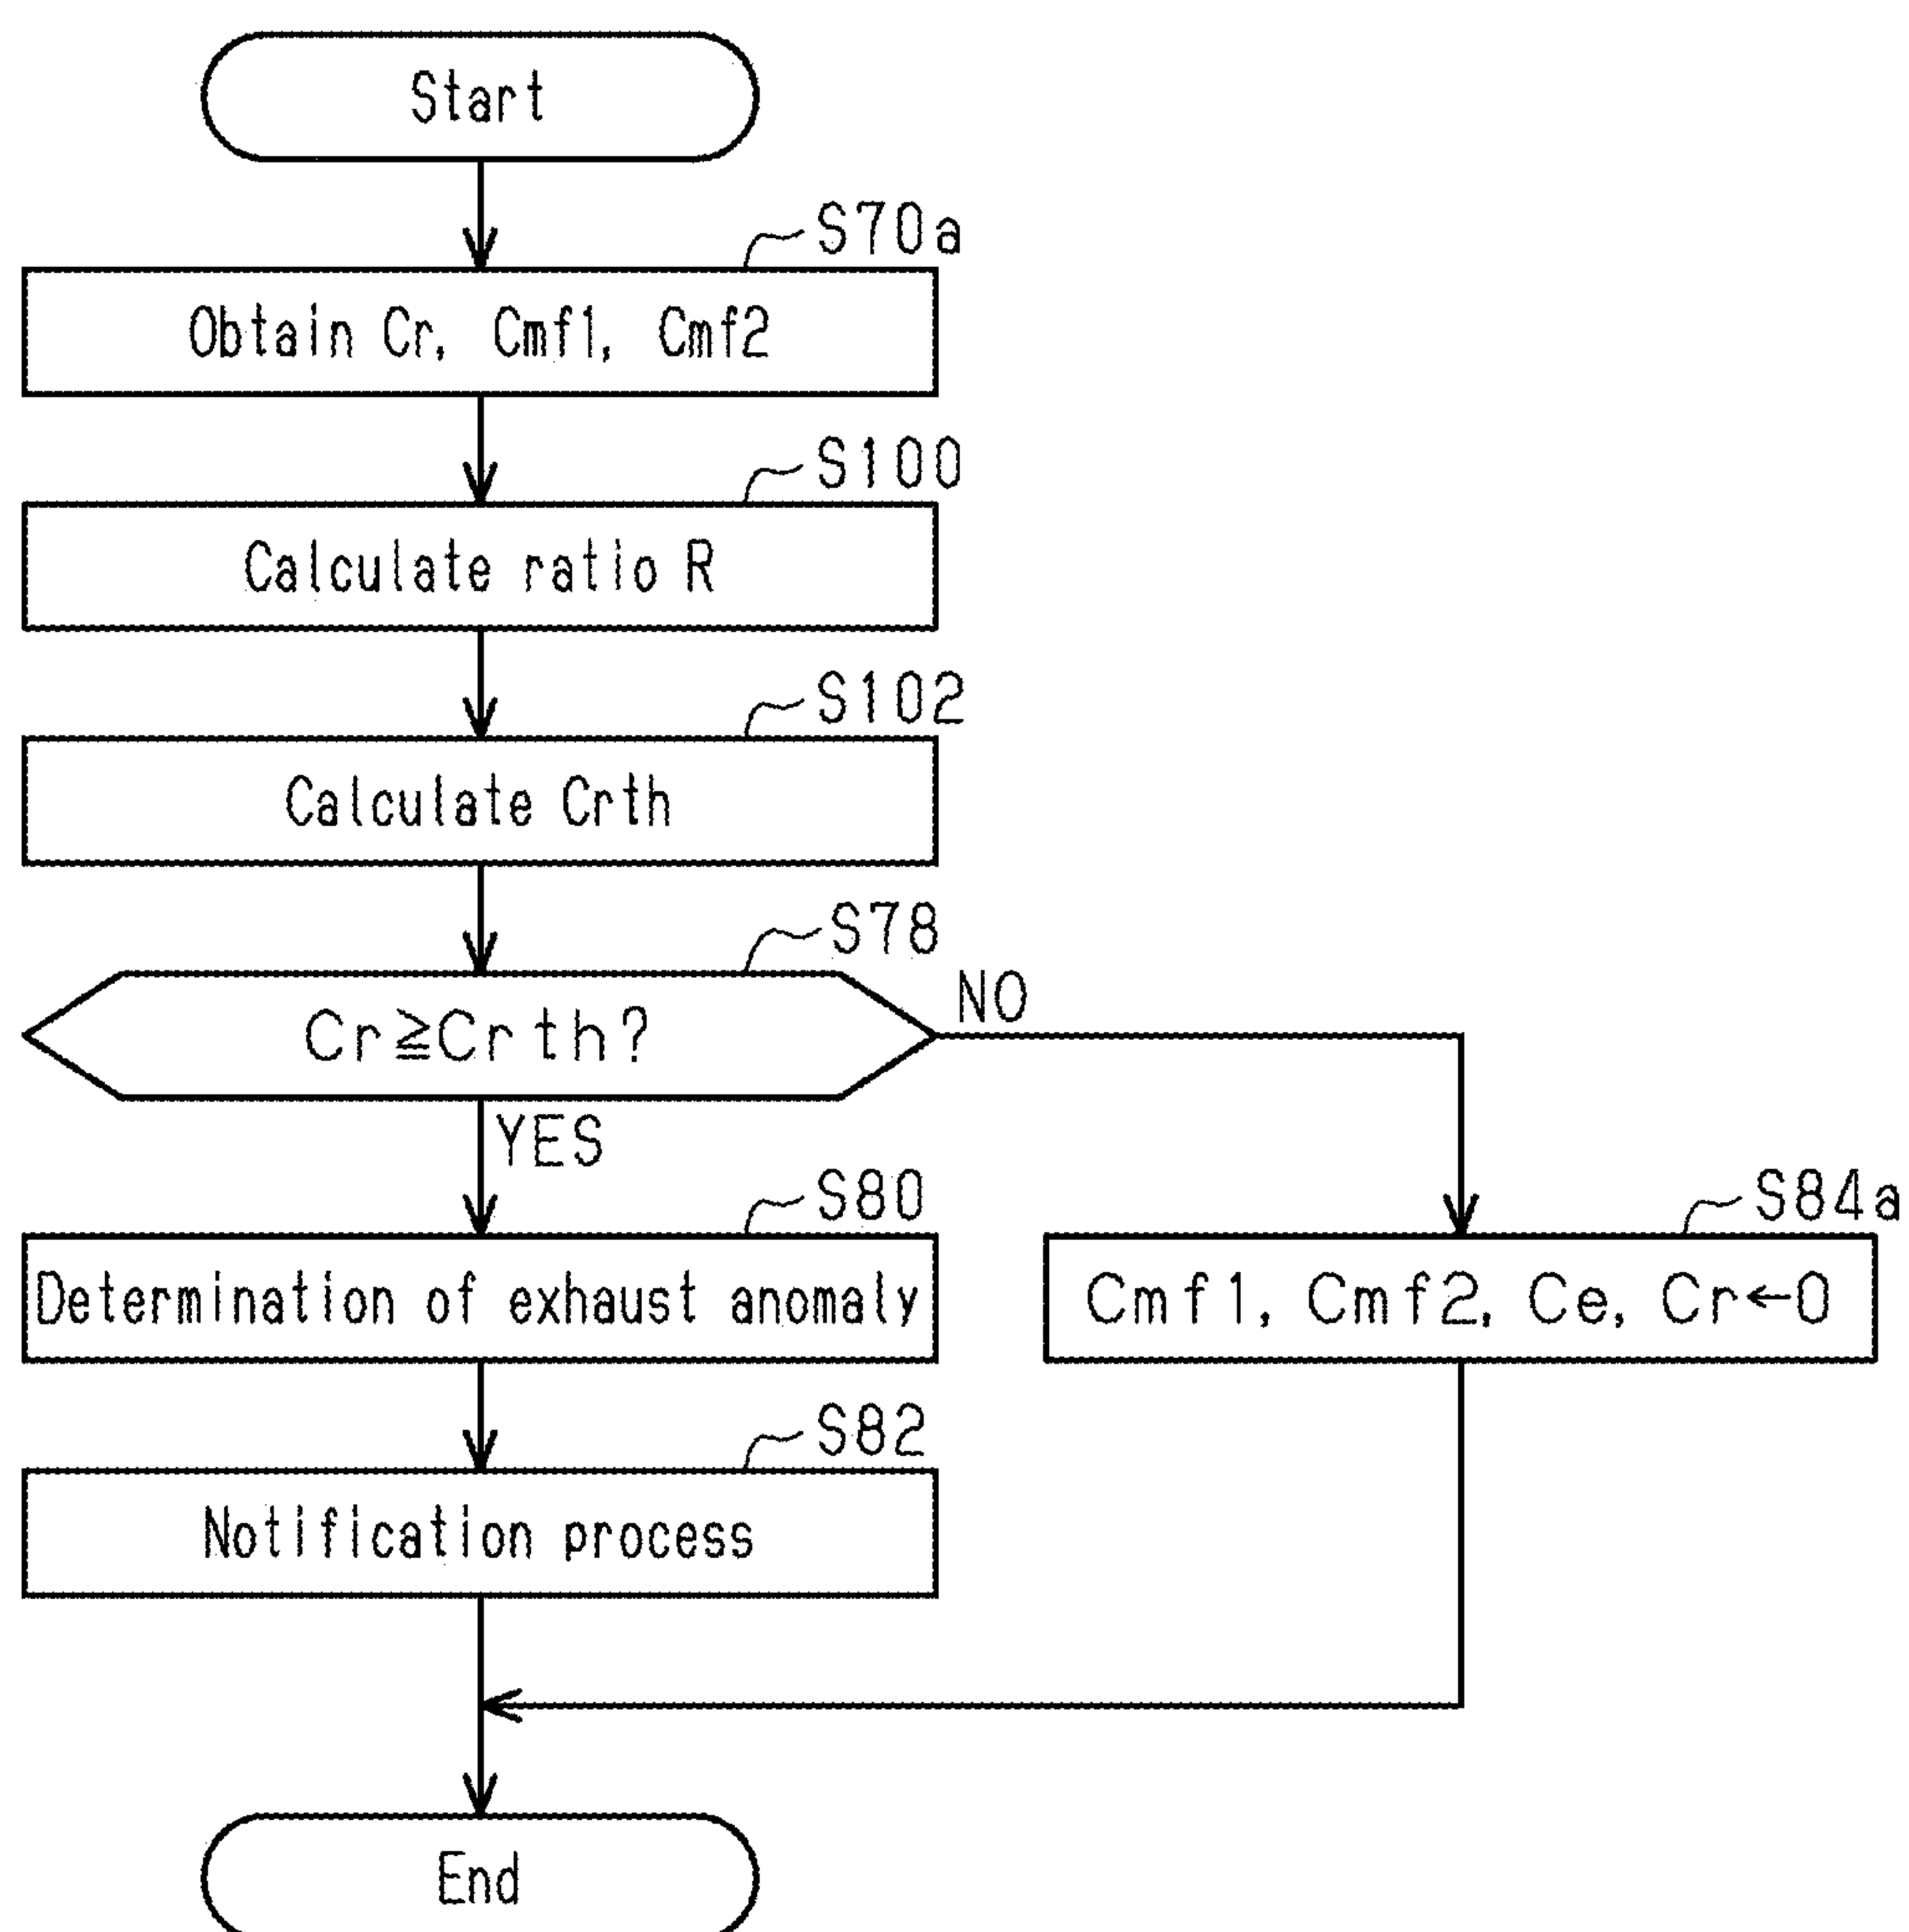 Start
S70a
Obtain Cr, Cmf1, Cmf2
S100
Calculate ratio R
S102
Calculate Crth
S78
Cr≧Crth?
NO
YES
S80
Determination of exhaust anomaly
S84a
Cmf1, Cmf2, Ce, Cr←0
S82
Notification process
End